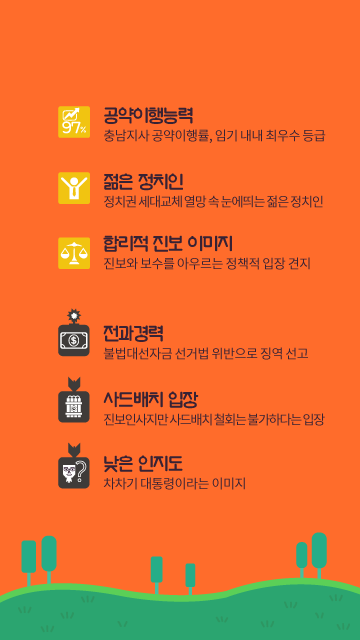 97%
공약이행능력
충남지사 공약이행률, 임기 내내 최우수 등급
젊은 정치인
정치권 세대교체 열망 속 눈에띄는 젊은 정치인
합리적 진보 이미지
진보와 보수를 아우르는 정책적 입장 견지
$
전과경력
불법대선자금 선거법 위반으로 징역 선고
사드배치 입장
진보인사지만 사드배치 철회는 불가하다는 입장
?
낮은 인지도
차차기 대통령이라는 이미지